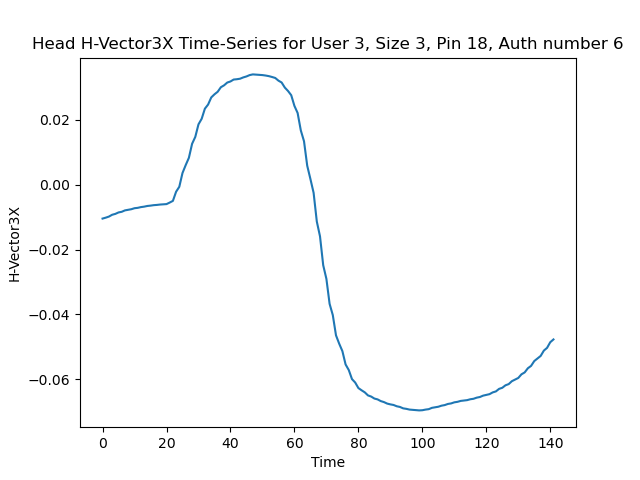 Head H-Vector3X Time-Series for User 3, Size 3, Pin 18, Auth number 6
H-Vector3X
0.02
0.00
−0.02
−0.04
−0.06
0 20 40 60 80 100 120 140
Time